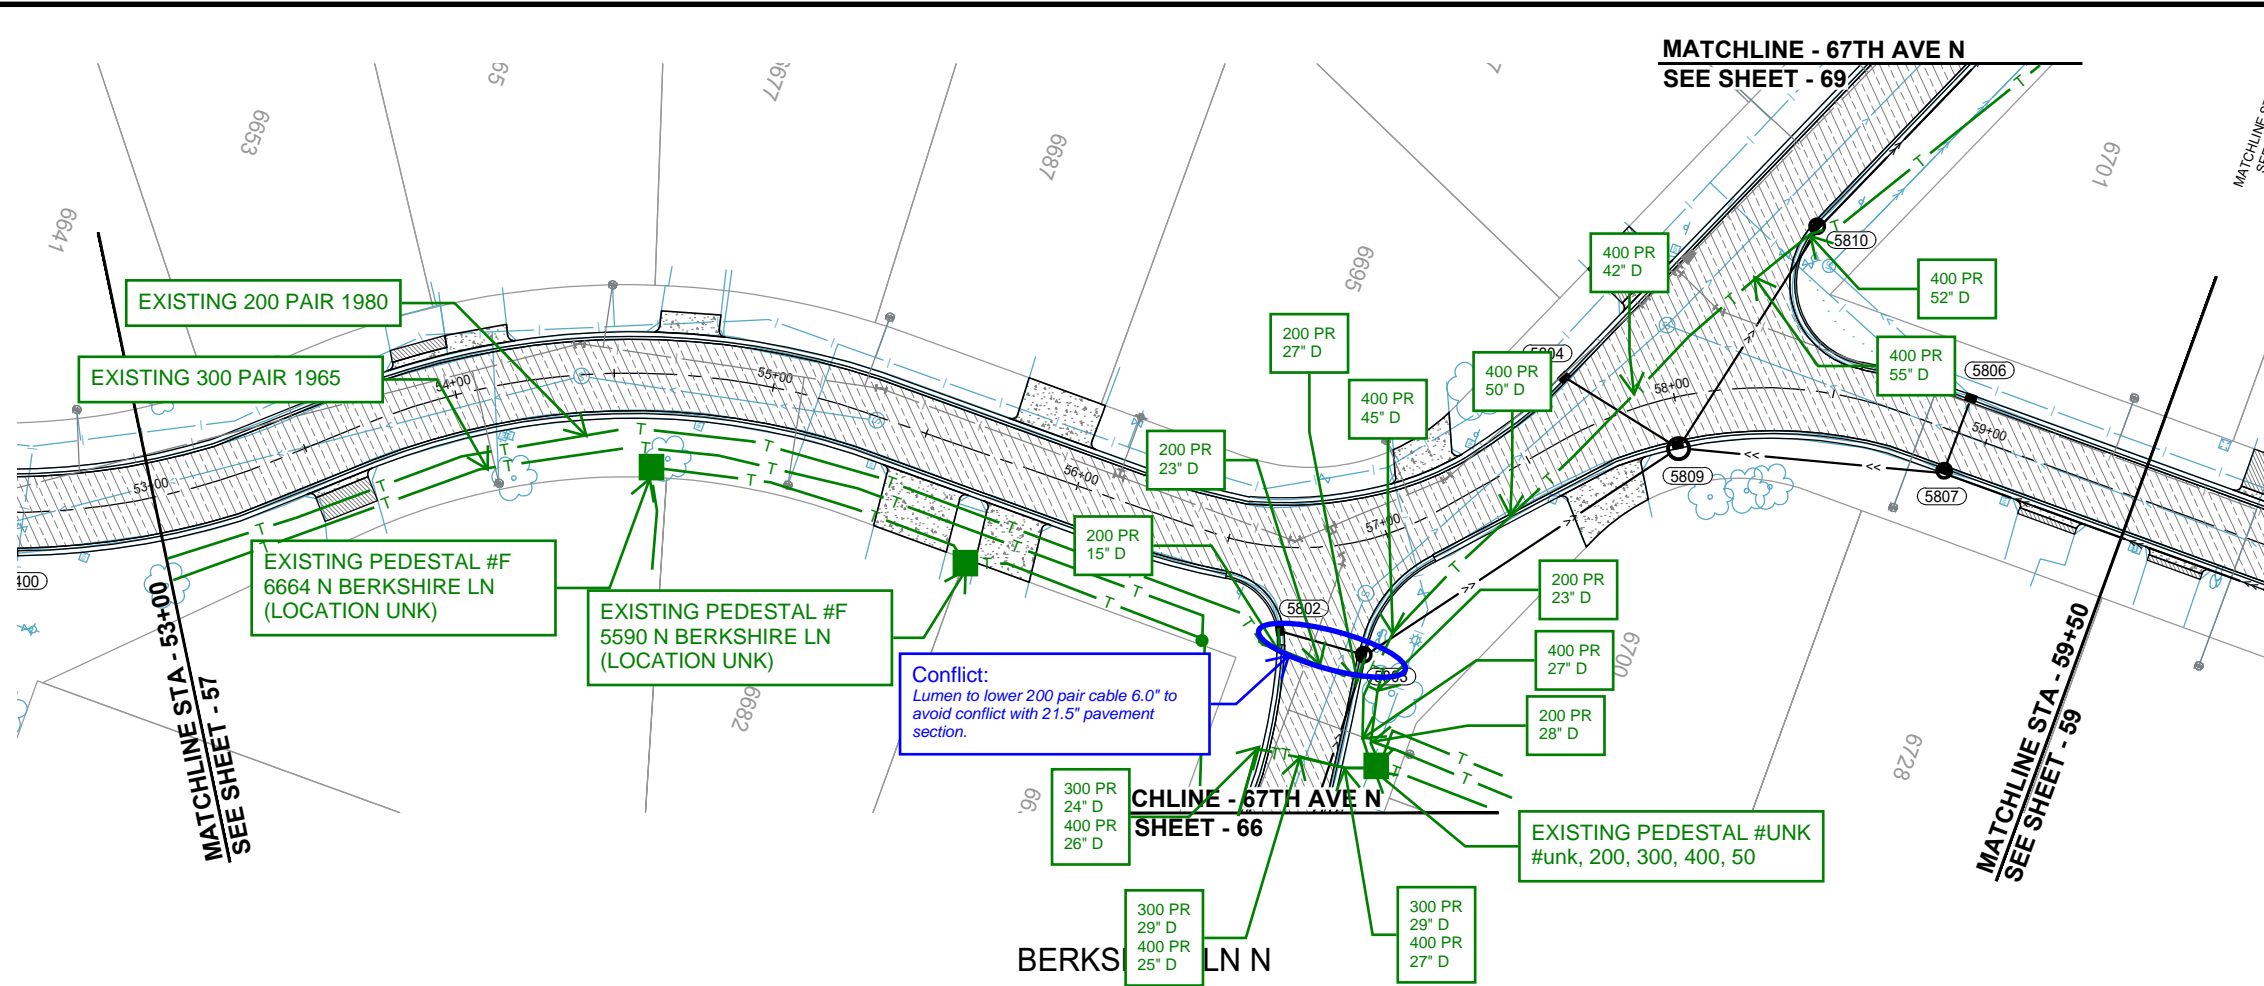 MATCHLINE - 67TH AVE N
SEE SHEET - 69
65
6677
6653
6687
6641
6695
6701
MATCHLINE STA - 53+00
SEE SHEET - 57
EXISTING 200 PAIR 1980
EXISTING 300 PAIR 1965
53+00
54+00
55+00
56+00
57+00
58+00
59+00
400 PR
42" D
5810
400 PR
52" D
200 PR
27" D
400 PR
50" D
400 PR
55" D
5806
400 PR
45" D
200 PR
23" D
5809
5807
200 PR
15" D
EXISTING PEDESTAL #F
6664 N BERKSHIRE LN
(LOCATION UNK)
EXISTING PEDESTAL #F
5590 N BERKSHIRE LN
(LOCATION UNK)
5802
200 PR
23" D
400 PR
27" D
200 PR
28" D
Conflict:
Lumen to lower 200 pair cable 6.0" to
avoid conflict with 21.5" pavement
section.
6682
6700
6728
300 PR
24" D
400 PR
26" D
CHLINE - 67TH AVE N
SHEET - 66
EXISTING PEDESTAL #UNK
#unk, 200, 300, 400, 50
300 PR
29" D
400 PR
25" D
300 PR
29" D
400 PR
27" D
BERKS
LN N
MATCHLINE STA - 59+50
SEE SHEET - 59